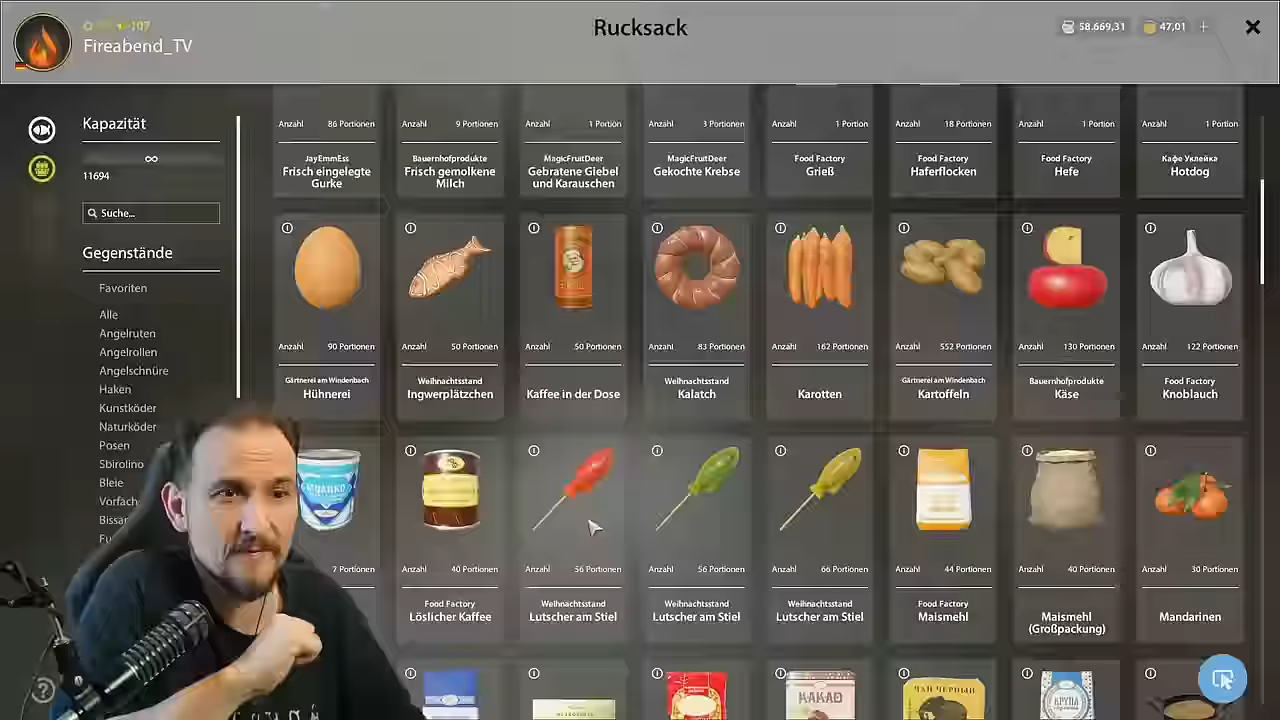 107
Fireabend_TV
Rucksack
58.669,31
47,01
+
Kapazität
∞
11694
Suche...
Gegenstände
Favoriten
Alle
Angelruten
Angelrollen
Angelschnüre
Haken
Kunstköder
Naturköder
Posen
Sbirolino
Bleie
Anzahl 86 Portionen
JayEmmEss
Frisch eingelegte
Gurke
Anzahl 9 Portionen
Bauernhofprodukte
Frisch gemolkene
Milch
Anzahl 1 Portion
MagicFruitDeer
Gebratene Giebel
und Karauschen
Anzahl 3 Portionen
MagicFruitDeer
Gekochte Krebse
Anzahl 1 Portion
Food Factory
Grieß
Anzahl 18 Portionen
Food Factory
Haferflocken
Anzahl 1 Portion
Food Factory
Hefe
Anzahl 1 Portion
Кафе Уклейка
Hotdog
Anzahl 90 Portionen
Gärtnerei am Windenbach
Hühnerei
Anzahl 50 Portionen
Weihnachtsstand
Ingwerplätzchen
Anzahl 50 Portionen
Kaffee in der Dose
Anzahl 83 Portionen
Weihnachtsstand
Kalatch
Anzahl 162 Portionen
Karotten
Anzahl 552 Portionen
Gärtnerei am Windenbach
Kartoffeln
Anzahl 130 Portionen
Bauernhofprodukte
Käse
Anzahl 122 Portionen
Food Factory
Knoblauch
7 Portionen
Anzahl 40 Portionen
Food Factory
Löslicher Kaffee
Anzahl 56 Portionen
Weihnachtsstand
Lutscher am Stiel
Anzahl 56 Portionen
Weihnachtsstand
Lutscher am Stiel
Anzahl 66 Portionen
Weihnachtsstand
Lutscher am Stiel
Anzahl 44 Portionen
Food Factory
Maismehl
Anzahl 40 Portionen
Maismehl
(Großpackung)
Anzahl 30 Portionen
Mandarinen
КАКАО
ЧАЙ ЧЕРНЫЙ
КРУПА
?